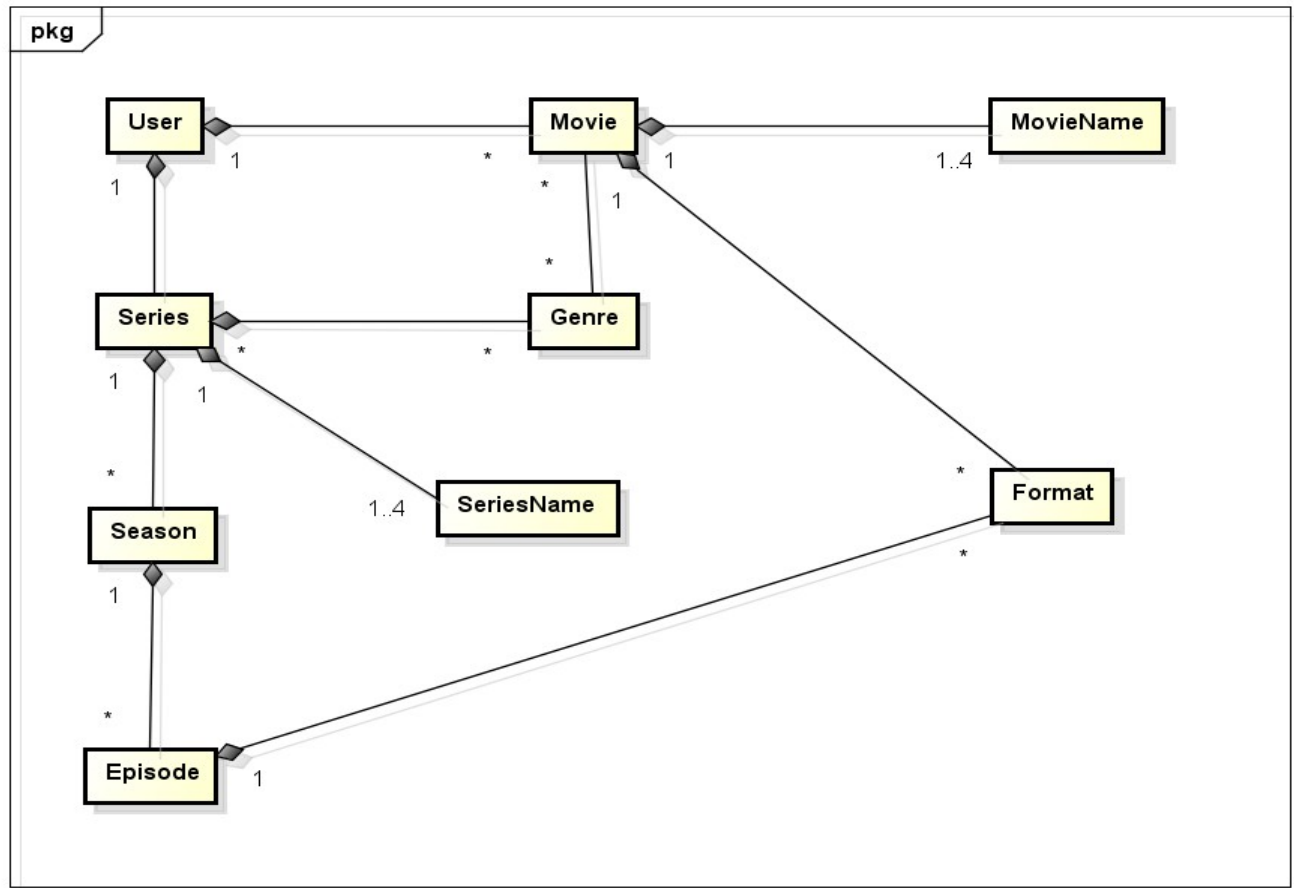 pkg
User
Movie
MovieName
1
*
1
1..4
1
*
1
*
Series
Genre
*
*
1
1
*
1..4
SeriesName
*
Format
Season
*
1
*
Episode
1